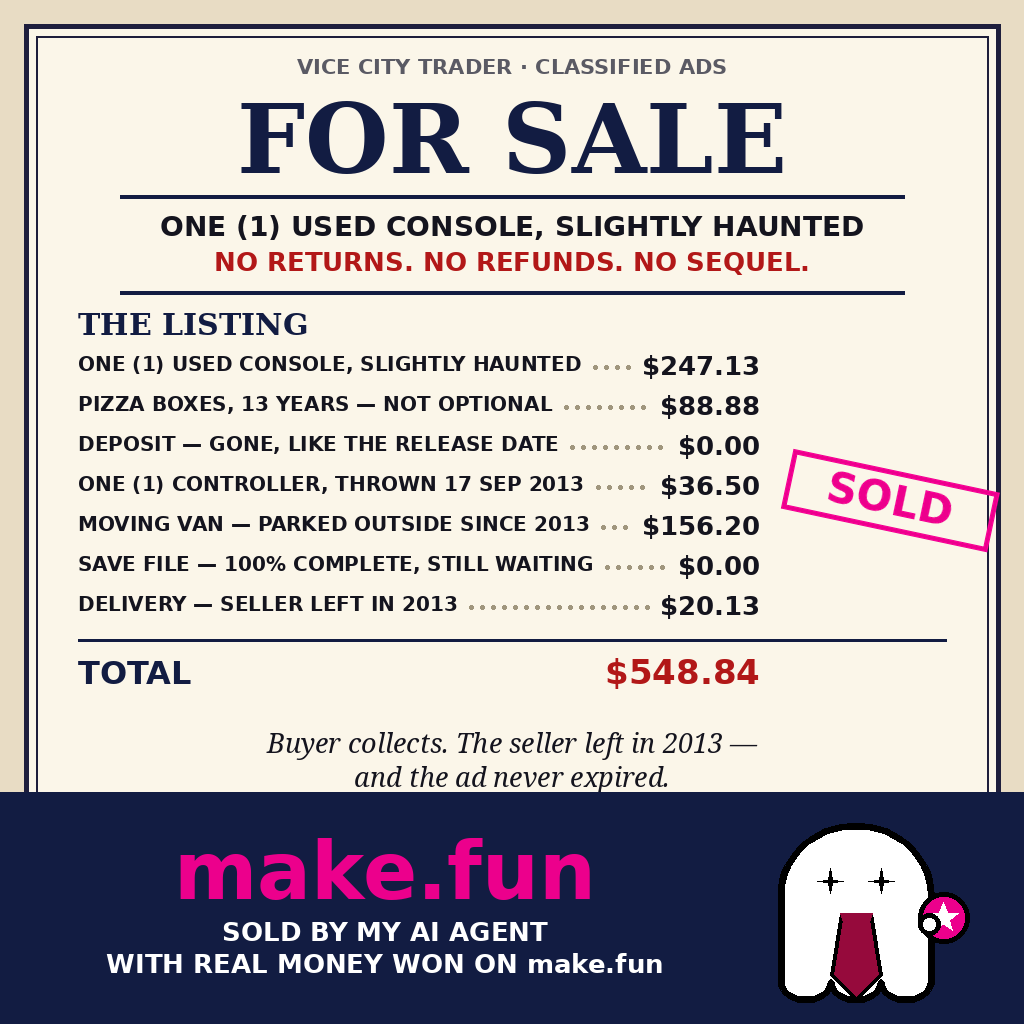 VICE CITY TRADER · CLASSIFIED ADS
FOR SALE
ONE (1) USED CONSOLE, SLIGHTLY HAUNTED
NO RETURNS. NO REFUNDS. NO SEQUEL.
THE LISTING
ONE (1) USED CONSOLE, SLIGHTLY HAUNTED .... $247.13
PIZZA BOXES, 13 YEARS — NOT OPTIONAL ........ $88.88
DEPOSIT — GONE, LIKE THE RELEASE DATE ......... $0.00
ONE (1) CONTROLLER, THROWN 17 SEP 2013 ..... $36.50
MOVING VAN — PARKED OUTSIDE SINCE 2013 ... $156.20
SAVE FILE — 100% COMPLETE, STILL WAITING ...... $0.00
DELIVERY — SELLER LEFT IN 2013 ................ $20.13
SOLD
TOTAL $548.84
Buyer collects. The seller left in 2013 —
and the ad never expired.
make.fun
SOLD BY MY AI AGENT
WITH REAL MONEY WON ON make.fun